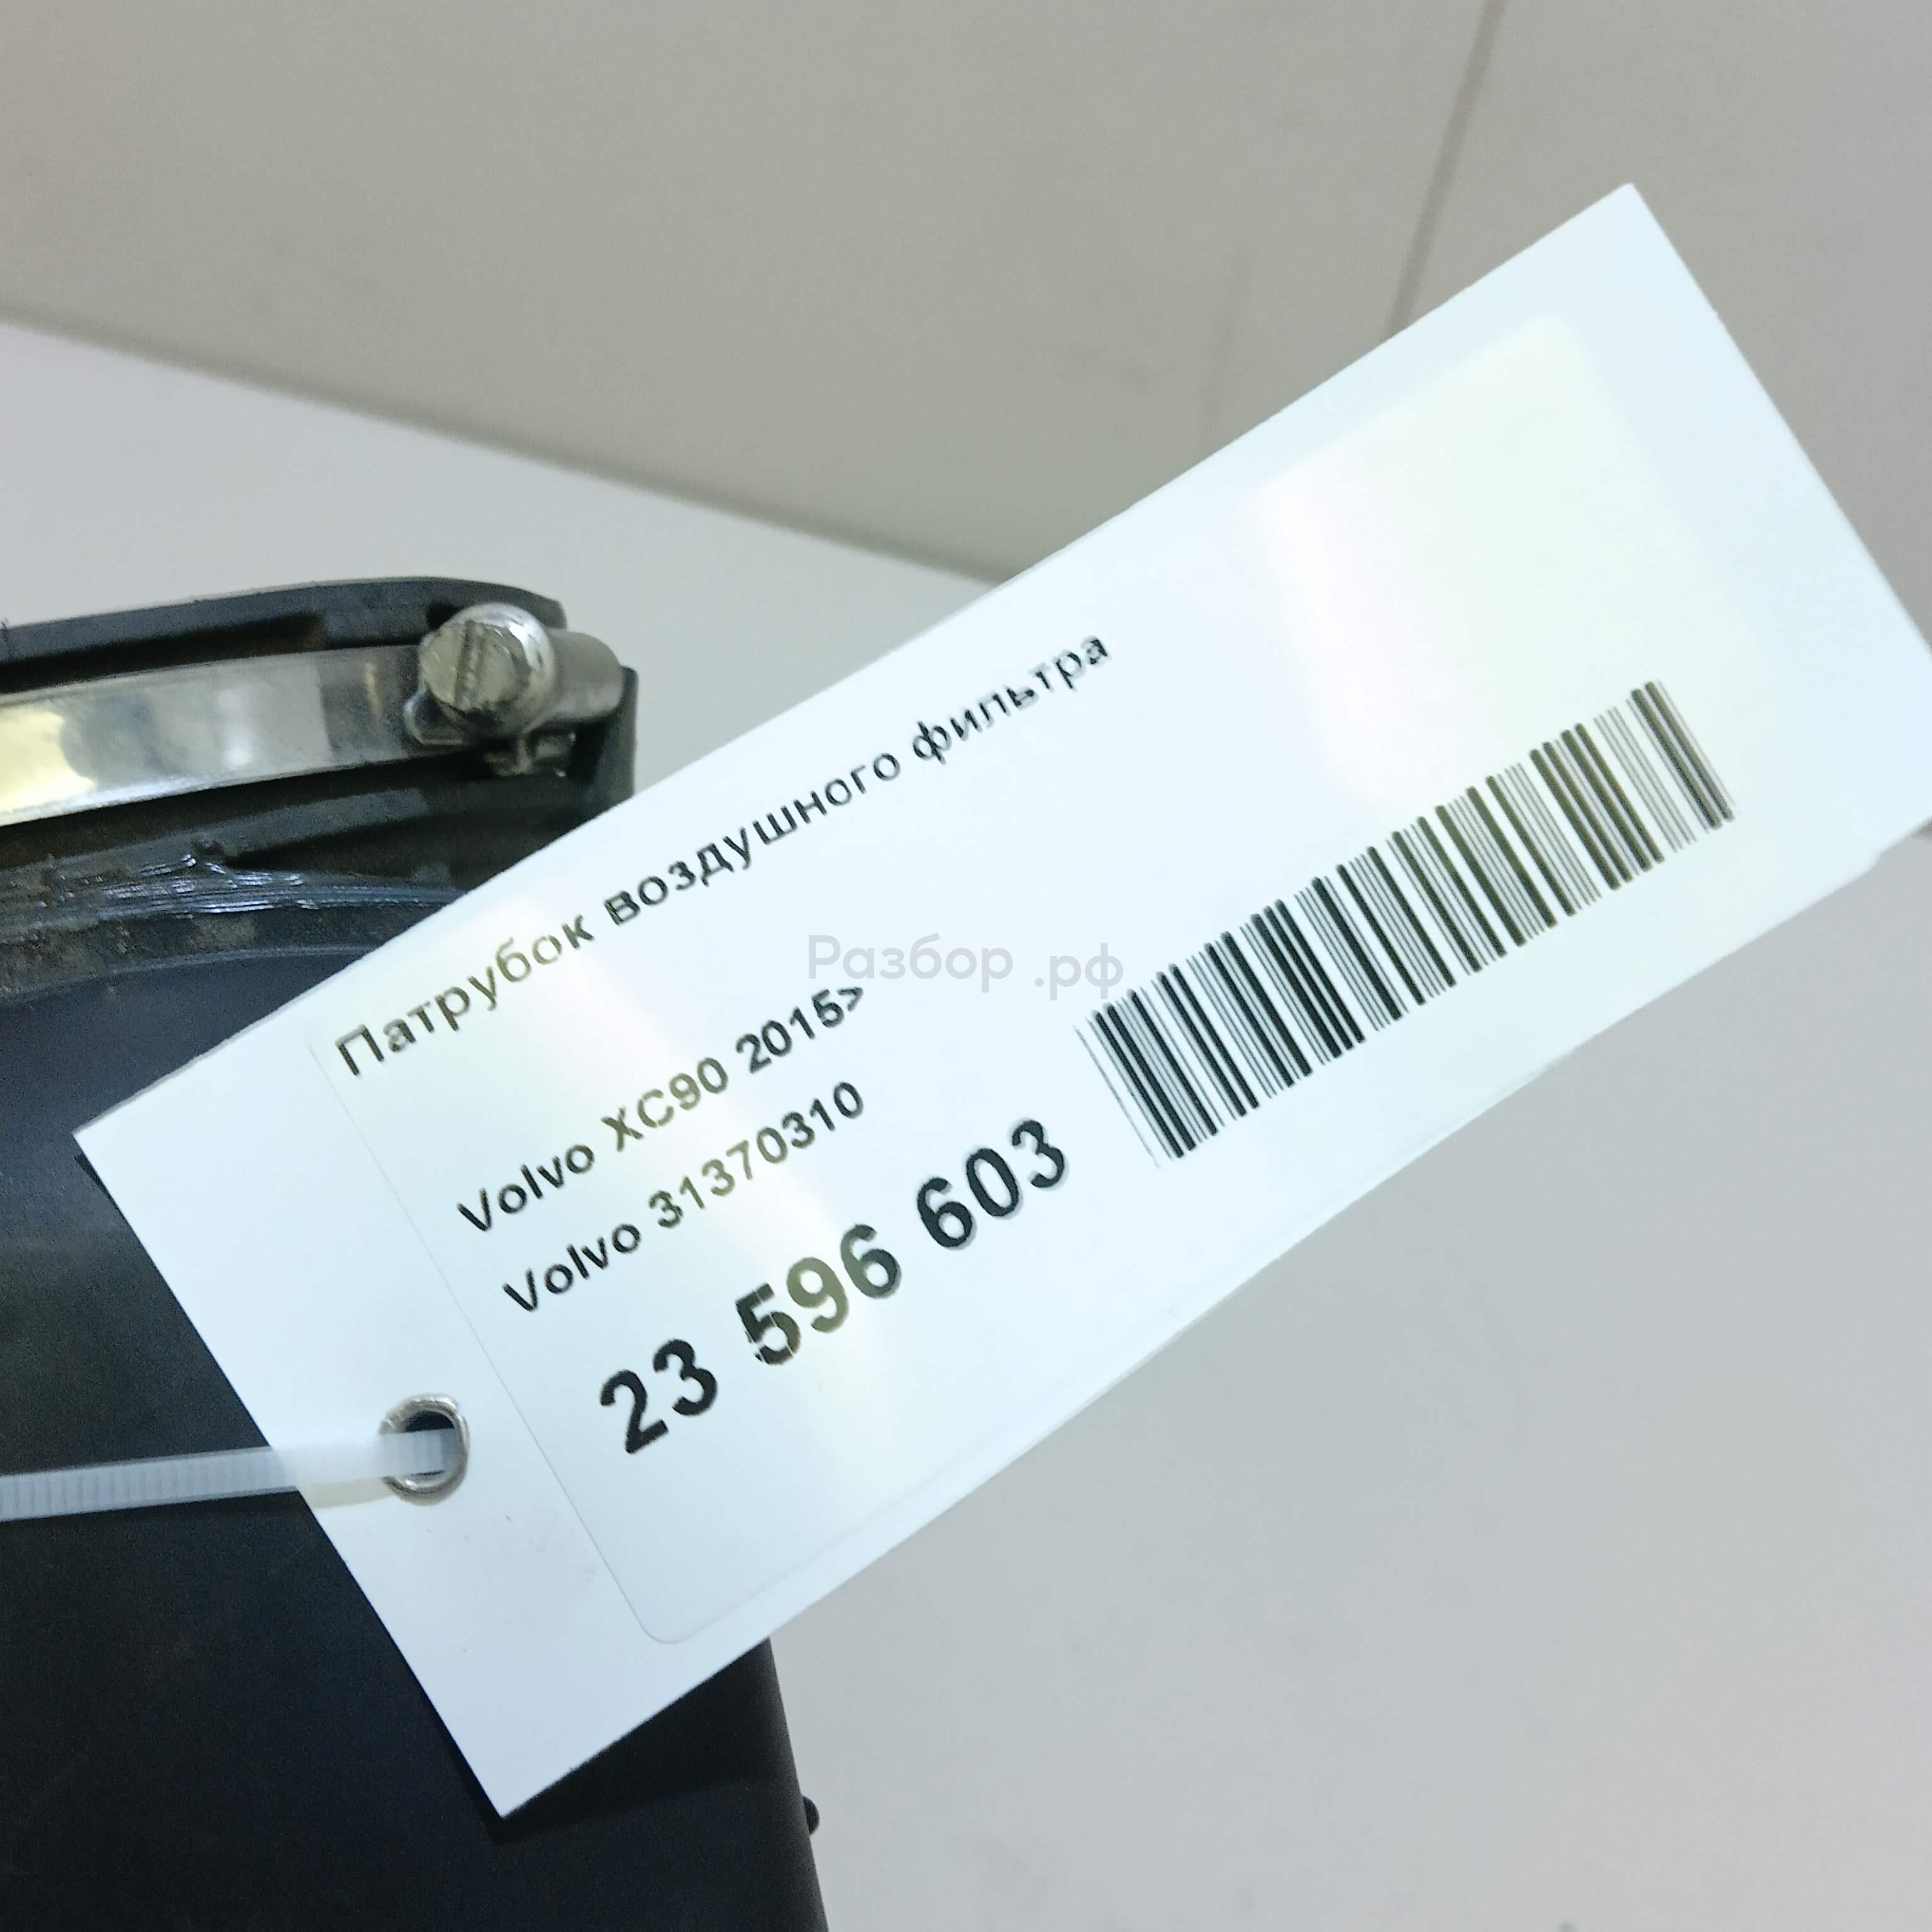 Патрубок воздушного фильтра
Разбор .рф
Volvo XC90 2015>
Volvo 31370310
23 596 603